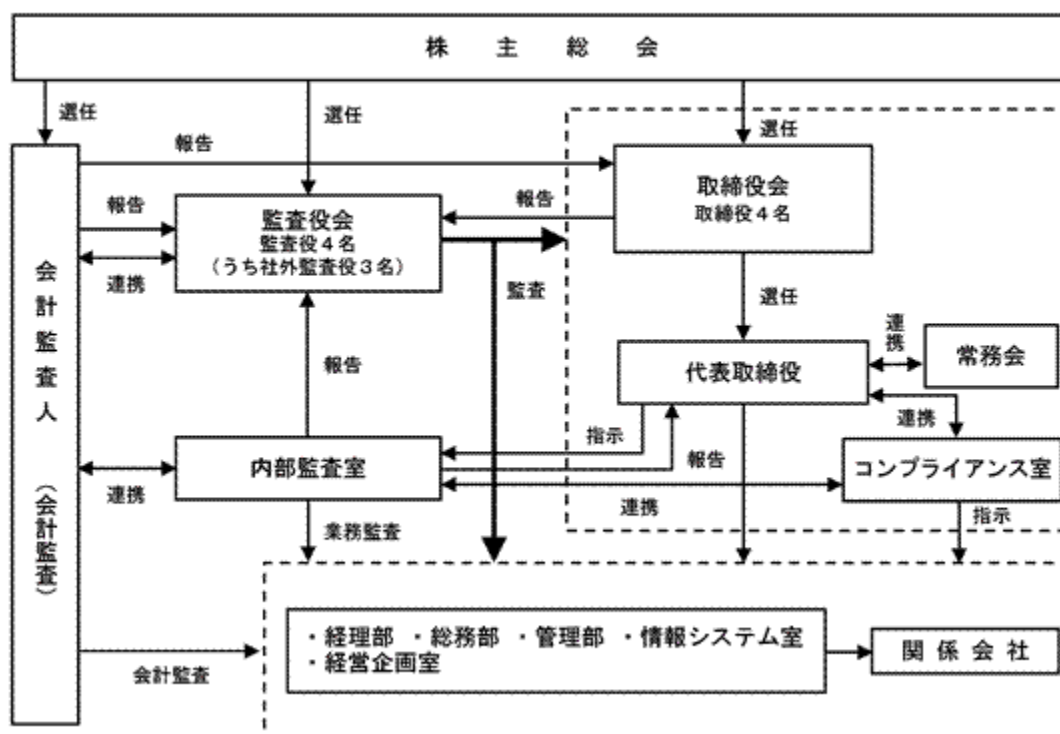 株主総会
選任
選任
選任
報告
取締役会
取締役4名
報告
報告
監査役会
監査役4名
(うち社外監査役3名)
連携
監査
選任
会計監査人
(会計監査)
連携
常務会
代表取締役
報告
連携
指示
内部監査室
報告
コンプライアンス室
連携
連携
指示
業務監査
・経理部 ・総務部 ・管理部 ・情報システム室
・経営企画室
関係会社
会計監査